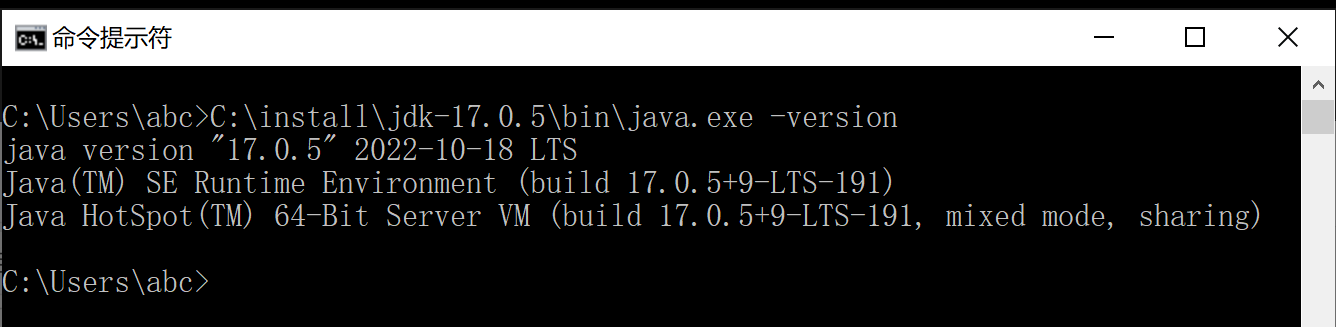 命令提示符
C:\Users\abc>C:\install\jdk-17.0.5\bin\java.exe -version
java version "17.0.5" 2022-10-18 LTS
Java(TM) SE Runtime Environment (build 17.0.5+9-LTS-191)
Java HotSpot(TM) 64-Bit Server VM (build 17.0.5+9-LTS-191, mixed mode, sharing)
C:\Users\abc>